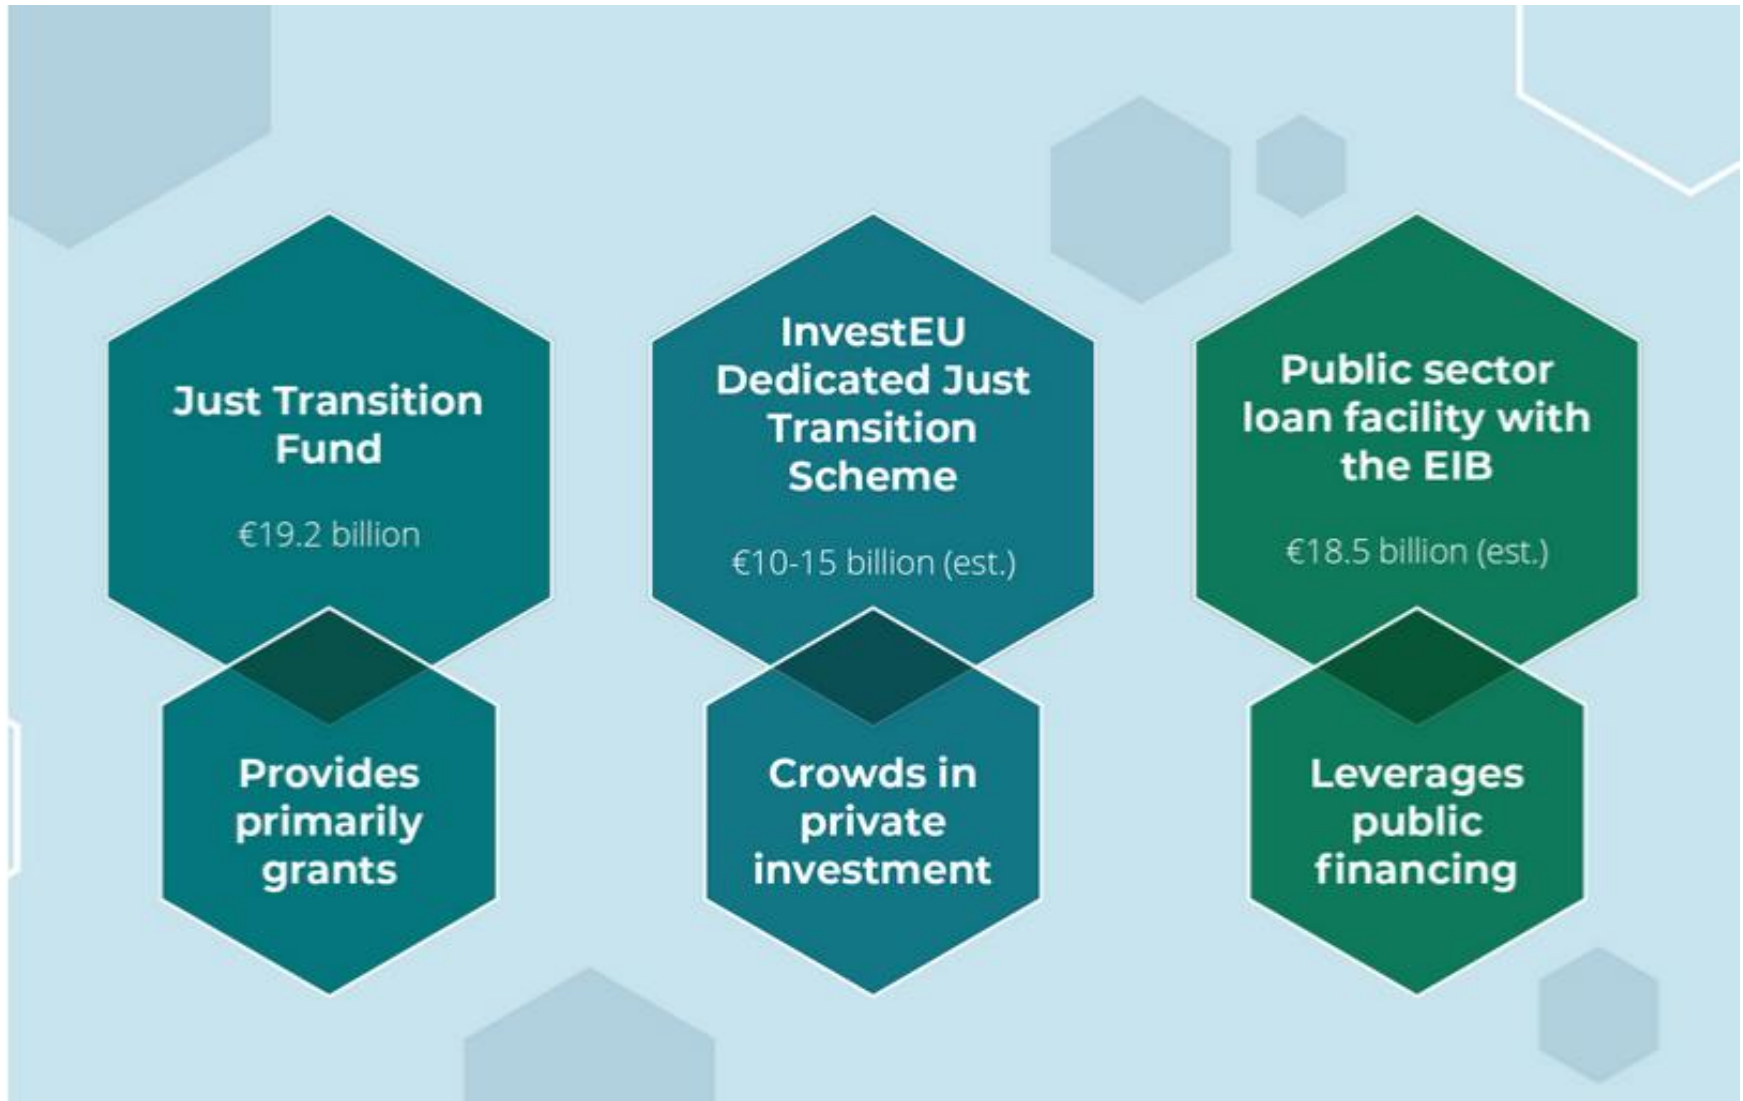 Just Transition
Fund
€19.2 billion
Provides
primarily
grants
InvestEU
Dedicated Just
Transition
Scheme
€10-15 billion (est.)
Crowds in
private
investment
Public sector
loan facility with
the EIB
€18.5 billion (est.)
Leverages
public
financing